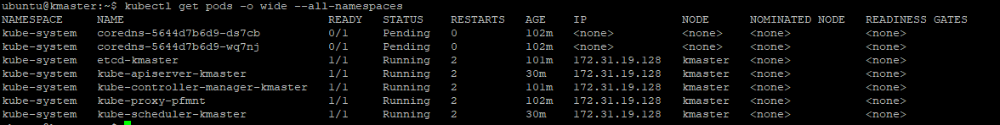 ubuntu@kmaster:~$ kubectl get pods -o wide --all-namespaces
NAMESPACE     NAME                              READY   STATUS    RESTARTS   AGE    IP              NODE      NOMINATED NODE   READINESS GATES
kube-system   coredns-5644d7b6d9-ds7cb          0/1     Pending   0          102m   <none>          <none>    <none>           <none>
kube-system   coredns-5644d7b6d9-wq7nj          0/1     Pending   0          102m   <none>          <none>    <none>           <none>
kube-system   etcd-kmaster                      1/1     Running   2          101m   172.31.19.128   kmaster   <none>           <none>
kube-system   kube-apiserver-kmaster            1/1     Running   2          30m    172.31.19.128   kmaster   <none>           <none>
kube-system   kube-controller-manager-kmaster   1/1     Running   2          101m   172.31.19.128   kmaster   <none>           <none>
kube-system   kube-proxy-pfmnt                  1/1     Running   2          102m   172.31.19.128   kmaster   <none>           <none>
kube-system   kube-scheduler-kmaster            1/1     Running   2          30m    172.31.19.128   kmaster   <none>           <none>